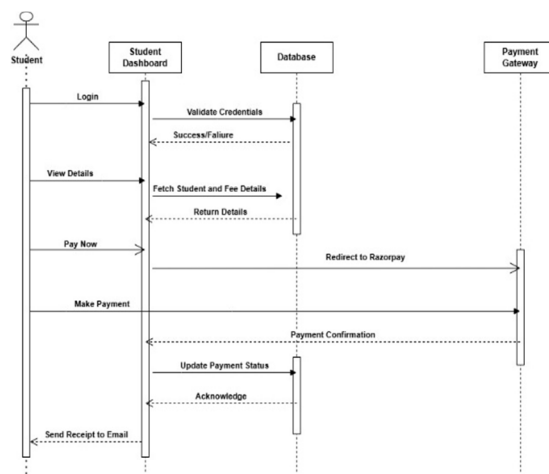 Student
Student
Dashboard
Database
Payment
Gateway
Login
Validate Credentials
Success/Faliure
View Details
Fetch Student and Fee Details
Return Details
Pay Now
Redirect to Razorpay
Make Payment
Payment Confirmation
Update Payment Status
Acknowledge
Send Receipt to Email